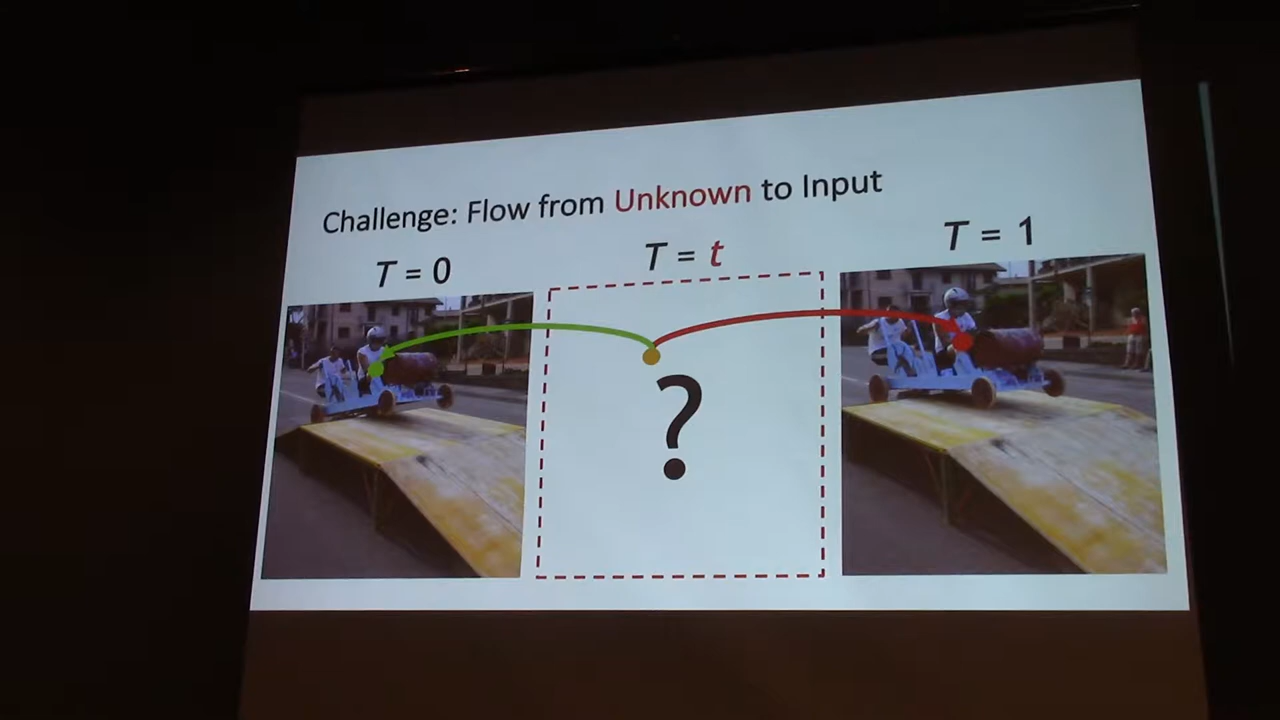 Challenge: Flow from Unknown to Input
T = 0
T = t
T = 1
?